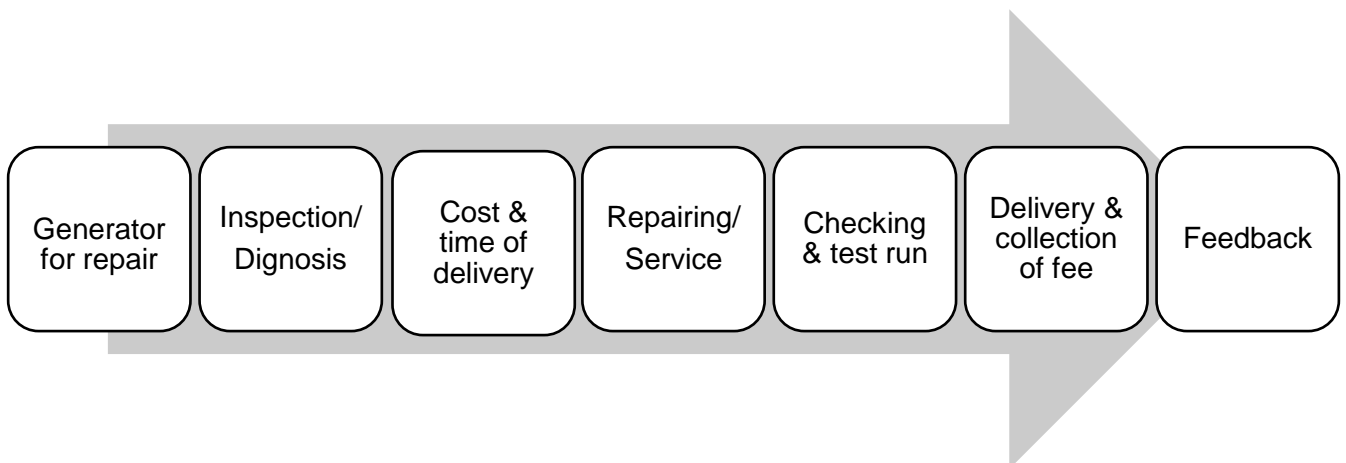 Generator
for repair
Inspection/
Dignosis
Cost &
time of
delivery
Repairing/
Service
Checking
& test run
Delivery &
collection
of fee
Feedback